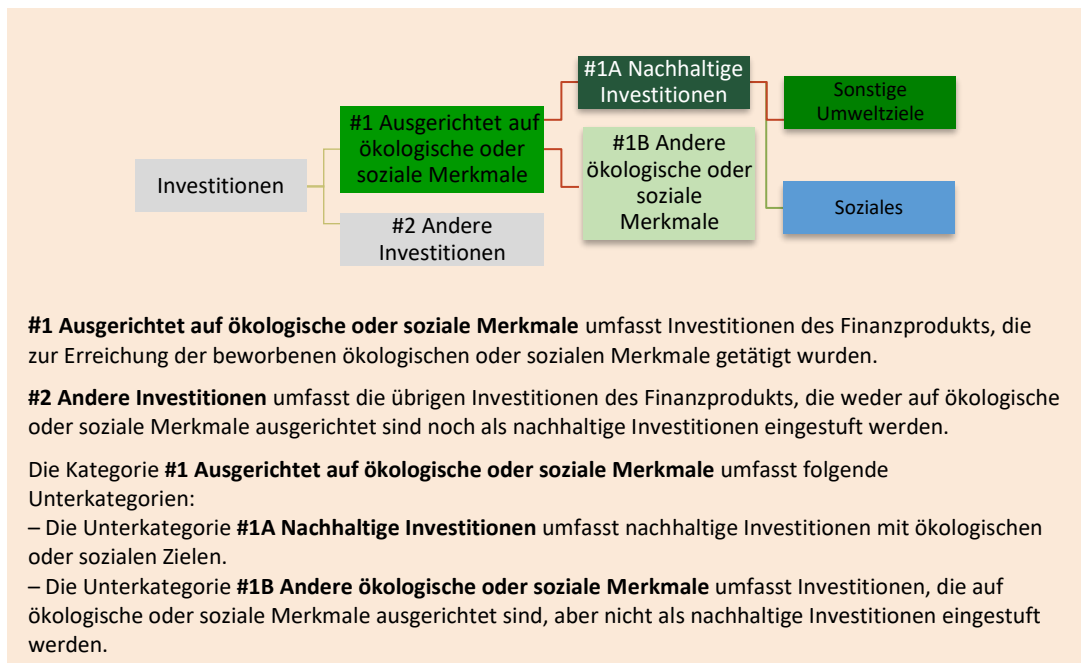 Investitionen
#1 Ausgerichtet auf
ökologische oder
soziale Merkmale
#2 Andere
Investitionen
#1A Nachhaltige
Investitionen
#1B Andere
ökologische oder
soziale
Merkmale
Sonstige
Umweltziele
Soziales
#1 Ausgerichtet auf ökologische oder soziale Merkmale umfasst Investitionen des Finanzprodukts, die
zur Erreichung der beworbenen ökologischen oder sozialen Merkmale getätigt wurden.
#2 Andere Investitionen umfasst die übrigen Investitionen des Finanzprodukts, die weder auf ökologische
oder soziale Merkmale ausgerichtet sind noch als nachhaltige Investitionen eingestuft werden.
Die Kategorie #1 Ausgerichtet auf ökologische oder soziale Merkmale umfasst folgende
Unterkategorien:
– Die Unterkategorie #1A Nachhaltige Investitionen umfasst nachhaltige Investitionen mit ökologischen
oder sozialen Zielen.
– Die Unterkategorie #1B Andere ökologische oder soziale Merkmale umfasst Investitionen, die auf
ökologische oder soziale Merkmale ausgerichtet sind, aber nicht als nachhaltige Investitionen eingestuft
werden.